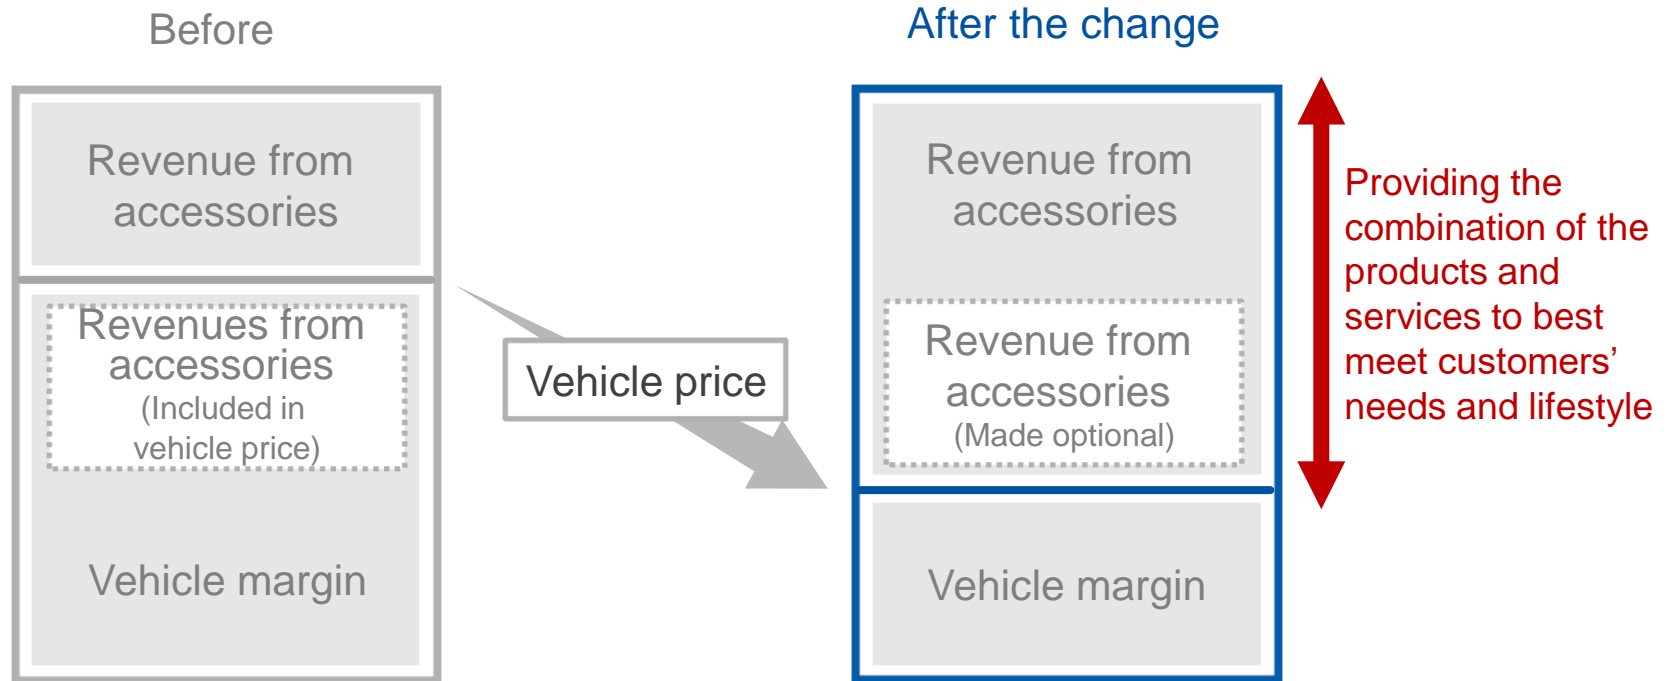 Before
After the change
Revenue from
accessories
Revenues from
accessories
(Included in
vehicle price)
Vehicle margin
Vehicle price
Revenue from
accessories
Revenue from
accessories
(Made optional)
Vehicle margin
Providing the
combination of the
products and
services to best
meet customers’
needs and lifestyle